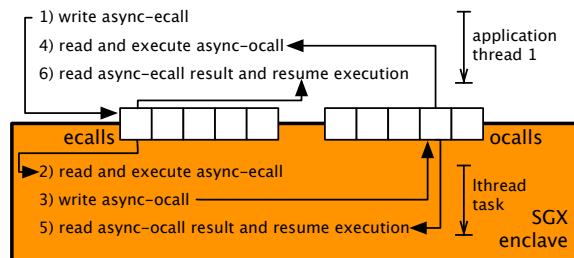 1) write async-ecall
4) read and execute async-ocall
6) read async-ecall result and resume execution
application
thread 1
ecalls
ocalls
2) read and execute async-ecall
3) write async-ocall
5) read async-ocall result and resume execution
lthread
task
SGX
enclave